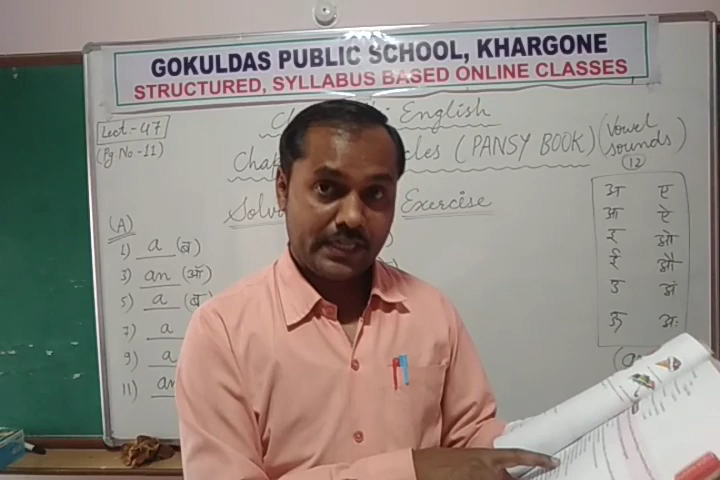 GOKULDAS PUBLIC SCHOOL, KHARGONE
STRUCTURED, SYLLABUS BASED ONLINE CLASSES
Lect.-47
(Pg No-11)
English
(PANSY BOOK)
(Vowel sounds)
(12)
Exercise
(A)
1) a (ब)
3) an (ऑ)
5) a (ब)
7) a
9) a
11) an
अ ए
आ ऐ
इ ओ
ई औ
उ अं
ऊ अः